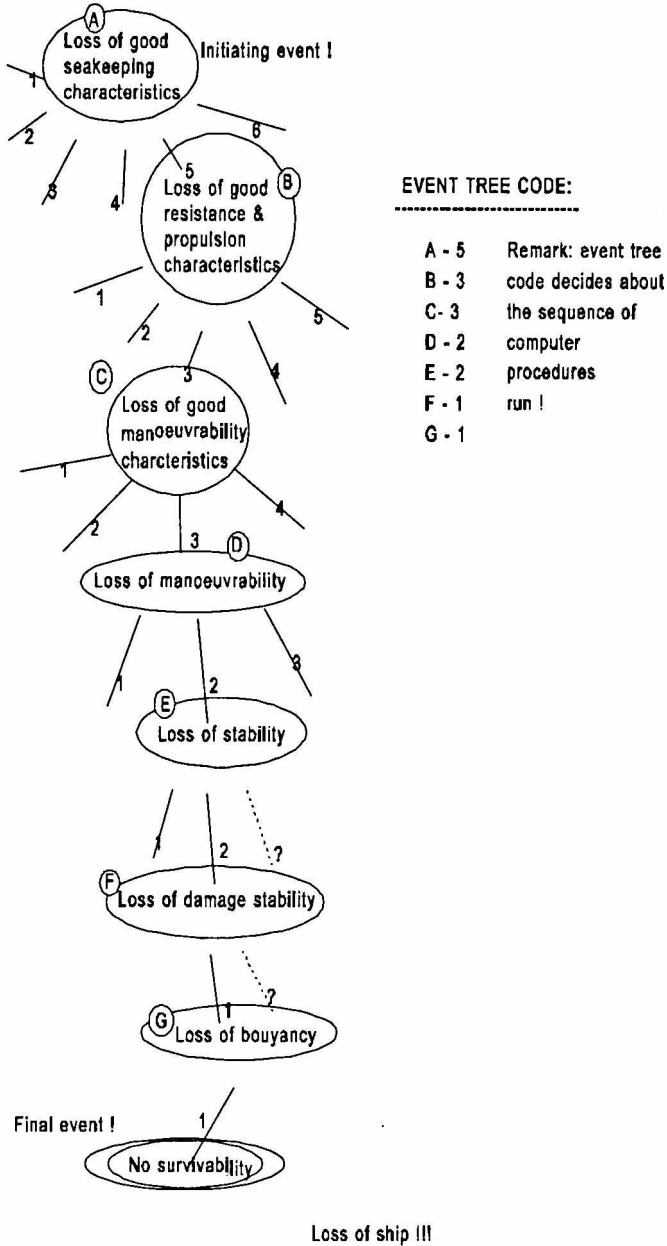 A
Loss of good
seakeeping
characteristics
Initiating event !
1
2
3
4
5
6
B
Loss of good
resistance &
propulsion
characteristics
1
2
3
4
5
EVENT TREE CODE:
A - 5 Remark: event tree
B - 3 code decides about
C- 3 the sequence of
D - 2 computer
E - 2 procedures
F - 1 run !
G - 1
C
Loss of good
manoeuvrability
charcteristics
1
2
3
4
D
Loss of manoeuvrability
1
2
3
E
Loss of stability
1
2
?
F
Loss of damage stability
1
?
G
Loss of bouyancy
1
Final event !
No survivability
Loss of ship !!!